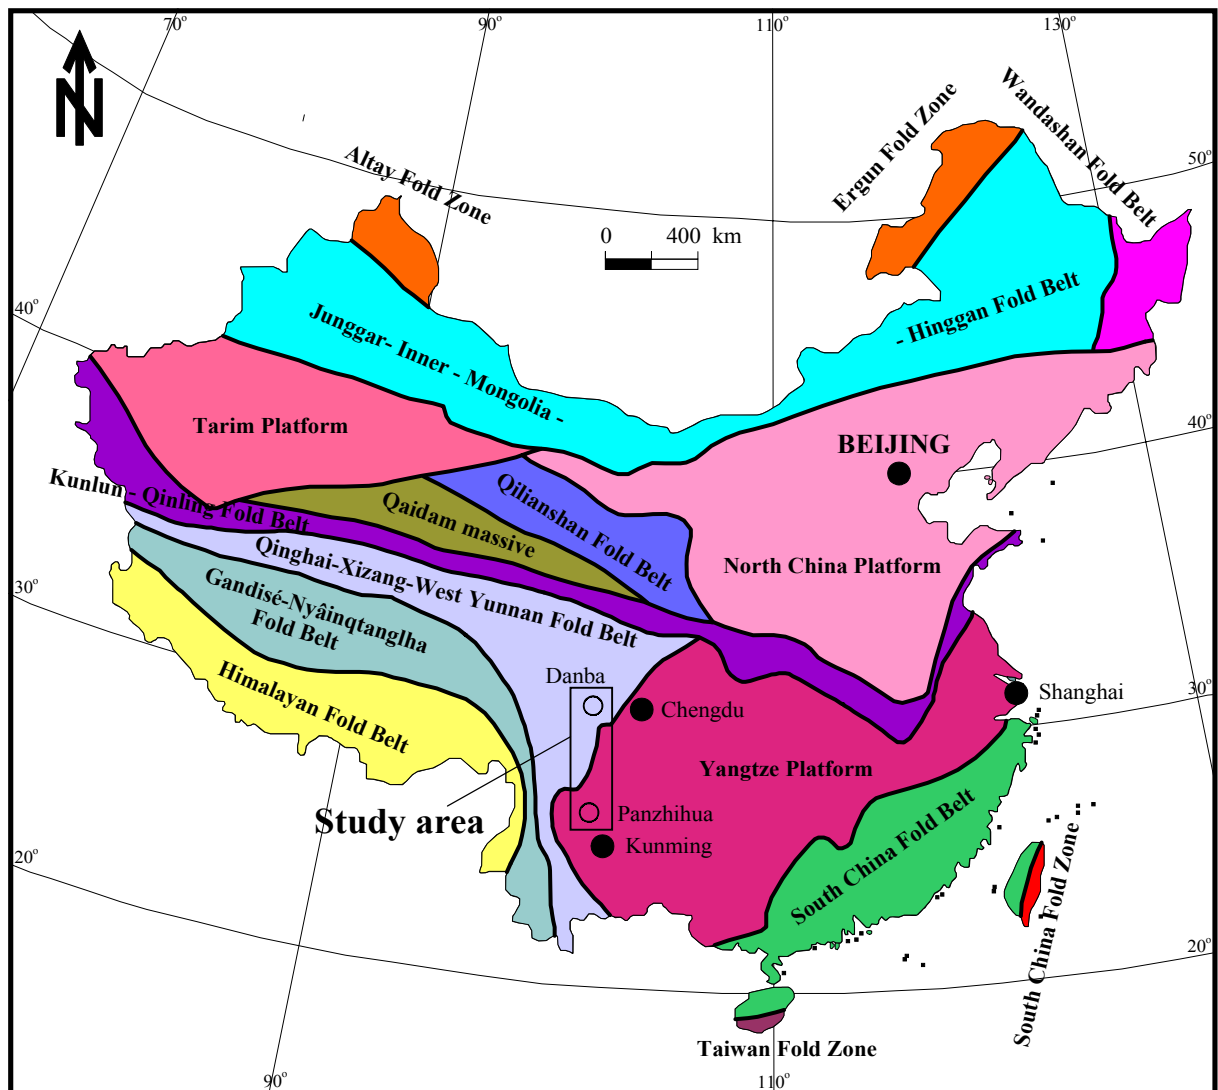 70°
90°
110°
130°
N
Wandashan Fold Belt
Ergun Fold Zone
Altay Fold Zone
50°
0 400 km
40°
- Hinggan Fold Belt
Junggar- Inner - Mongolia -
Tarim Platform
40°
BEIJING
Kunlun - Qinling Fold Belt
Qaidam massive
Qilianshan Fold Belt
Qinghai-Xizang-West Yunnan Fold Belt
North China Platform
30°
Gandisé-Nyâinqtanglha
Fold Belt
Himalayan Fold Belt
Danba
Shanghai
30°
Chengdu
Yangtze Platform
Study area
Panzhihua
Kunming
South China Fold Belt
20°
South China Fold Zone
20°
Taiwan Fold Zone
90°
110°